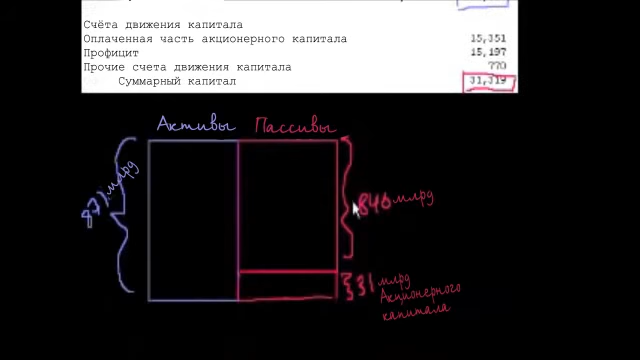 Счёта движения капитала
Оплаченная часть акционерного капитала 15,351
Профицит 15,197
Прочие счета движения капитала 770
Суммарный капитал 31,319
Активы Пассивы
877 млрд
846 млрд
31 млрд
Акционерного
капитала